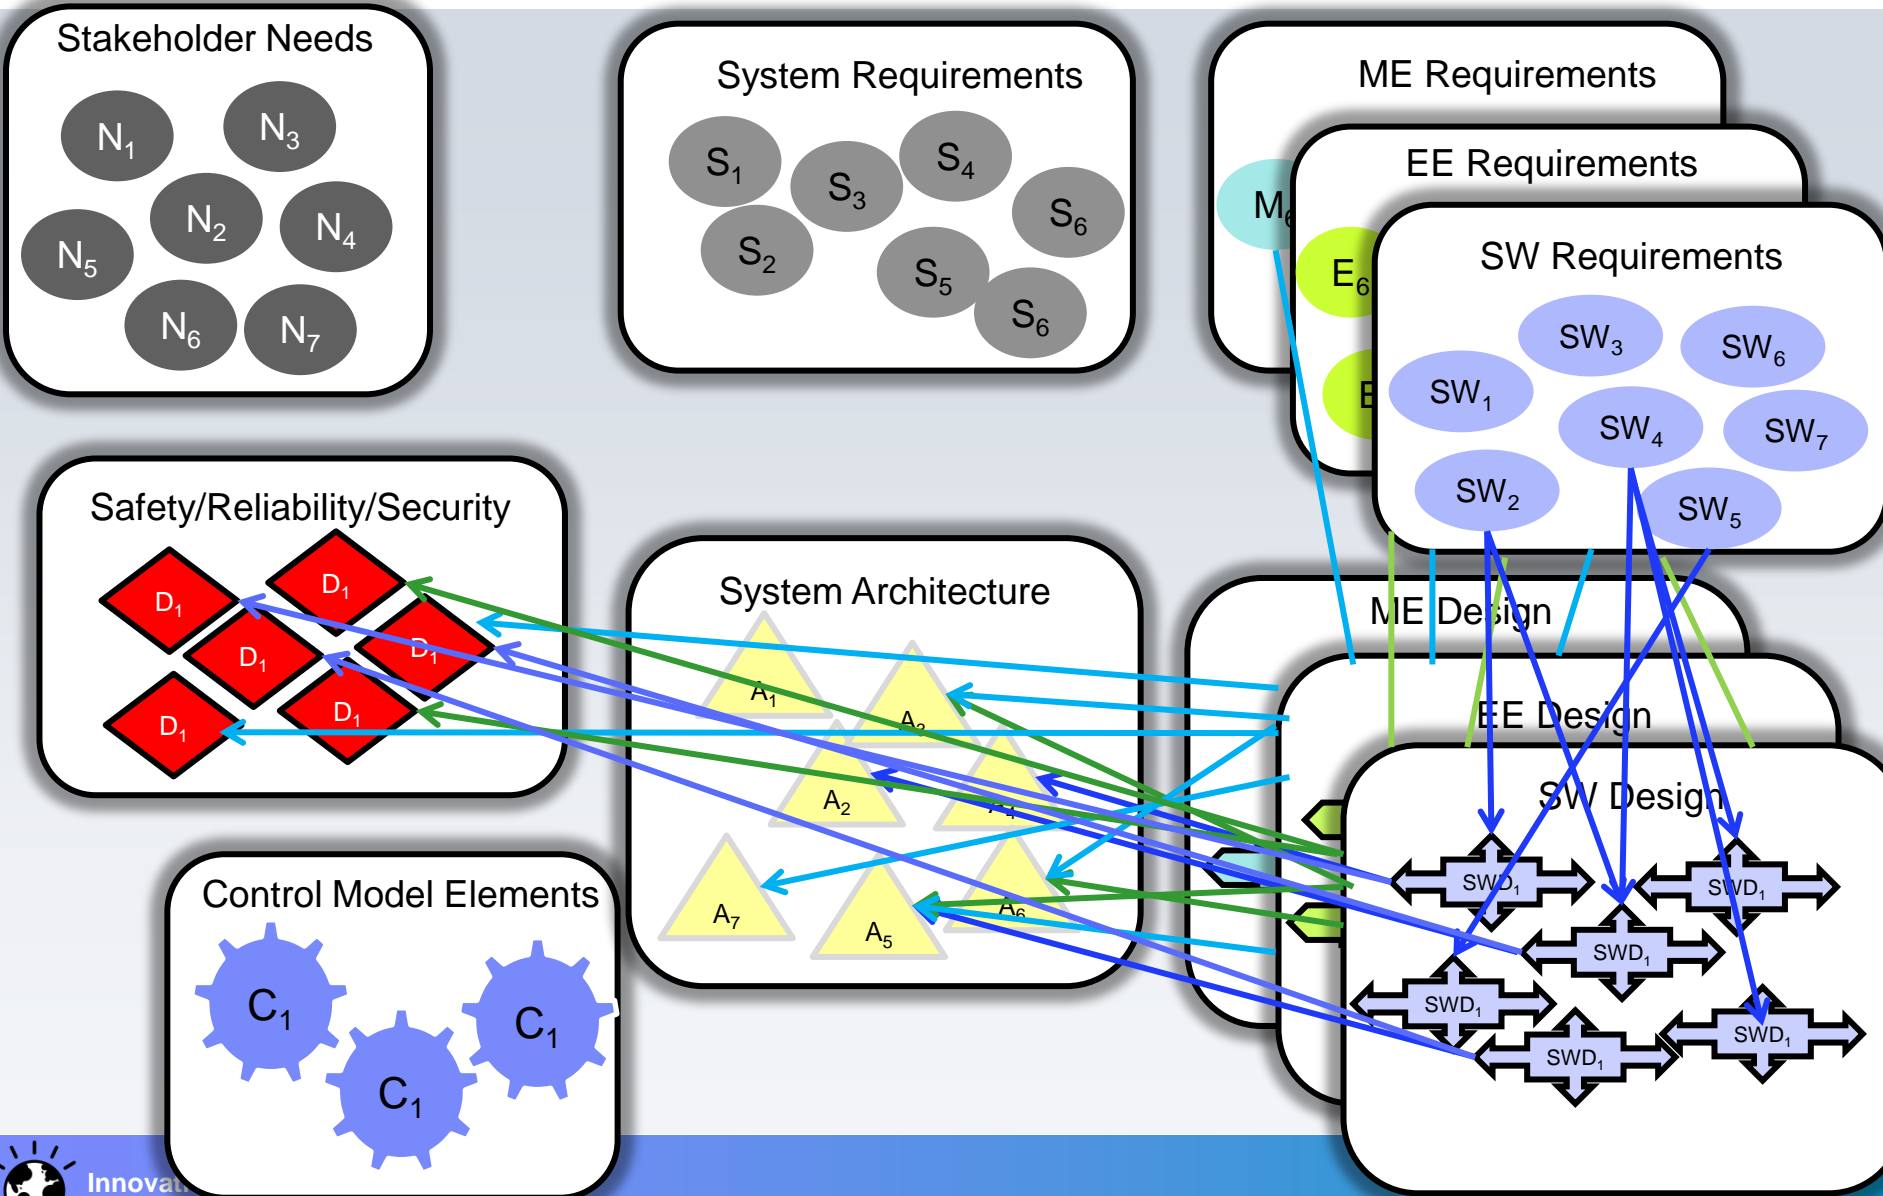 Stakeholder Needs
N1
N3
N2
N4
N5
N6
N7
System Requirements
S1
S3
S4
S6
S2
S5
S6
ME Requirements
EE Requirements
E6
SW Requirements
SW3
SW6
SW1
SW4
SW7
SW2
SW5
Safety/Reliability/Security
D1
D1
D1
D1
D1
D1
System Architecture
A1
A2
A7
A5
A6
ME Design
EE Design
SW Design
SWD1
SWD1
SWD1
SWD1
SWD1
SWD1
Control Model Elements
C1
C1
C1